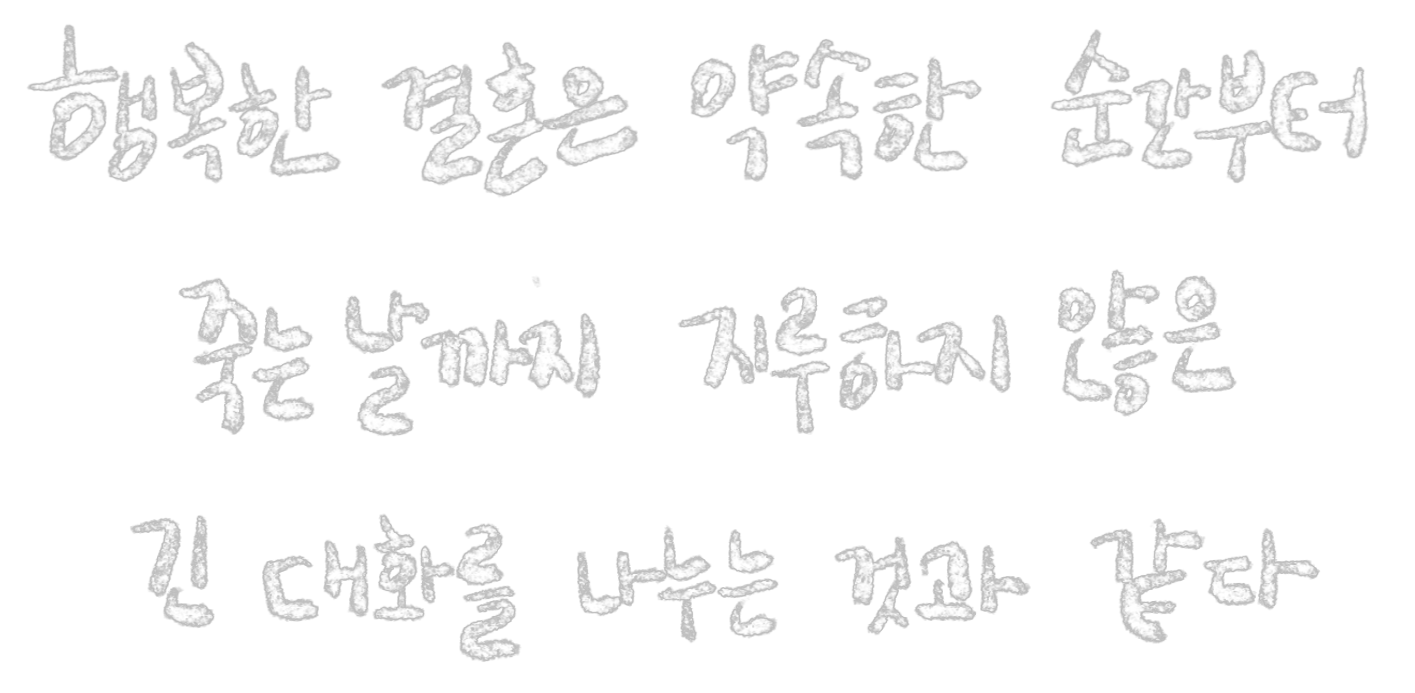 행복한 결혼은 약속한 순간부터
죽는 날까지 지루하지 않은
긴 대화를 나누는 것과 같다